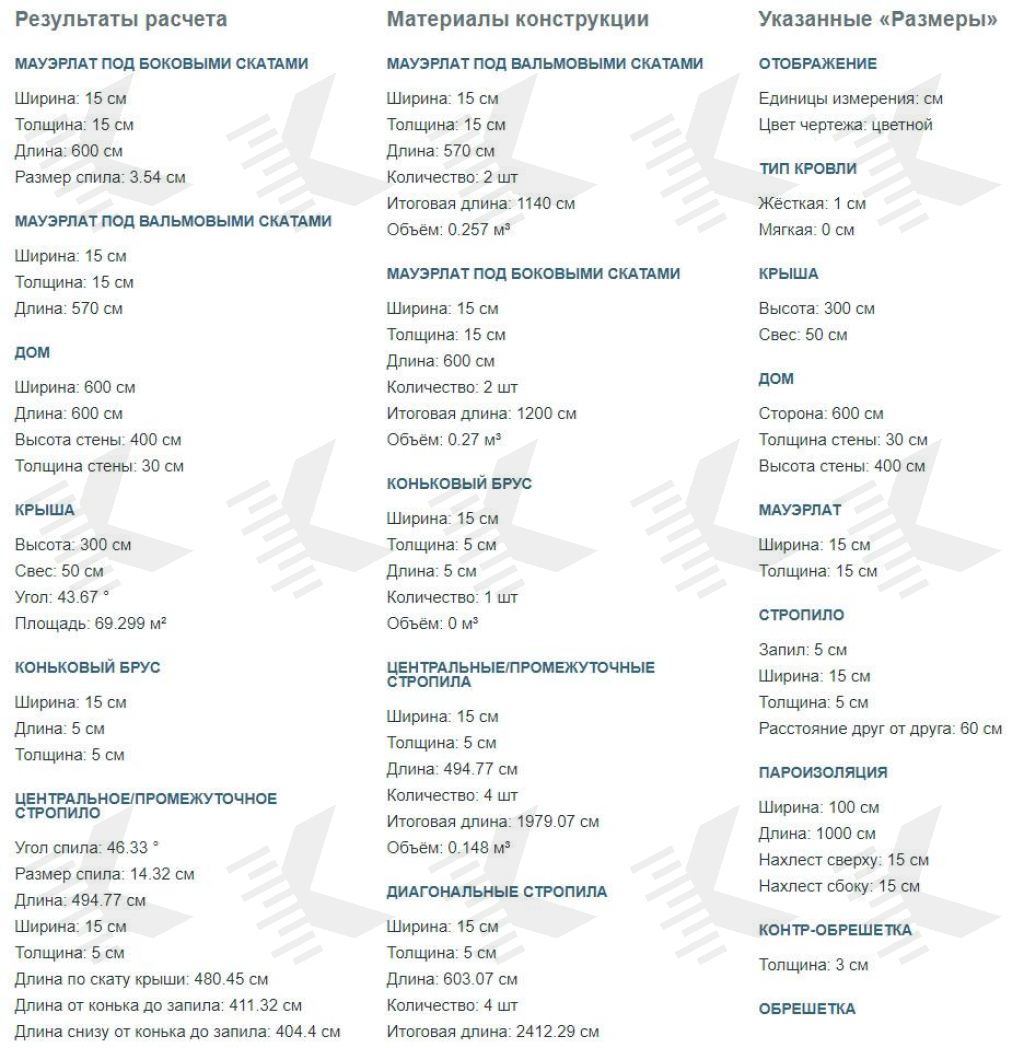 Результаты расчета
МАУЭРЛАТ ПОД БОКОВЫМИ СКАТАМИ
Ширина: 15 см
Толщина: 15 см
Длина: 600 см
Размер спила: 3.54 см
МАУЭРЛАТ ПОД ВАЛЬМОВЫМИ СКАТАМИ
Ширина: 15 см
Толщина: 15 см
Длина: 570 см
ДОМ
Ширина: 600 см
Длина: 600 см
Высота стены: 400 см
Толщина стены: 30 см
КРЫША
Высота: 300 см
Свес: 50 см
Угол: 43.67 °
Площадь: 69.299 м²
КОНЬКОВЫЙ БРУС
Ширина: 15 см
Длина: 5 см
Толщина: 5 см
ЦЕНТРАЛЬНОЕ/ПРОМЕЖУТОЧНОЕ
СТРОПИЛО
Угол спила: 46.33 °
Размер спила: 14.32 см
Длина: 494.77 см
Ширина: 15 см
Толщина: 5 см
Длина по скату крыши: 480.45 см
Длина от конька до запила: 411.32 см
Длина снизу от конька до запила: 404.4 см
Материалы конструкции
МАУЭРЛАТ ПОД ВАЛЬМОВЫМИ СКАТАМИ
Ширина: 15 см
Толщина: 15 см
Длина: 570 см
Количество: 2 шт
Итоговая длина: 1140 см
Объём: 0.257 м³
МАУЭРЛАТ ПОД БОКОВЫМИ СКАТАМИ
Ширина: 15 см
Толщина: 15 см
Длина: 600 см
Количество: 2 шт
Итоговая длина: 1200 см
Объём: 0.27 м³
КОНЬКОВЫЙ БРУС
Ширина: 15 см
Толщина: 5 см
Длина: 5 см
Количество: 1 шт
Объём: 0 м³
ЦЕНТРАЛЬНЫЕ/ПРОМЕЖУТОЧНЫЕ
СТРОПИЛА
Ширина: 15 см
Толщина: 5 см
Длина: 494.77 см
Количество: 4 шт
Итоговая длина: 1979.07 см
Объём: 0.148 м³
ДИАГОНАЛЬНЫЕ СТРОПИЛА
Ширина: 15 см
Толщина: 5 см
Длина: 603.07 см
Количество: 4 шт
Итоговая длина: 2412.29 см
Указанные «Размеры»
ОТОБРАЖЕНИЕ
Единицы измерения: см
Цвет чертежа: цветной
ТИП КРОВЛИ
Жёсткая: 1 см
Мягкая: 0 см
КРЫША
Высота: 300 см
Свес: 50 см
ДОМ
Сторона: 600 см
Толщина стены: 30 см
Высота стены: 400 см
МАУЭРЛАТ
Ширина: 15 см
Толщина: 15 см
СТРОПИЛО
Запил: 5 см
Ширина: 15 см
Толщина: 5 см
Расстояние друг от друга: 60 см
ПАРОИЗОЛЯЦИЯ
Ширина: 100 см
Длина: 1000 см
Нахлест сверху: 15 см
Нахлест сбоку: 15 см
КОНТР-ОБРЕШЕТКА
Толщина: 3 см
ОБРЕШЕТКА